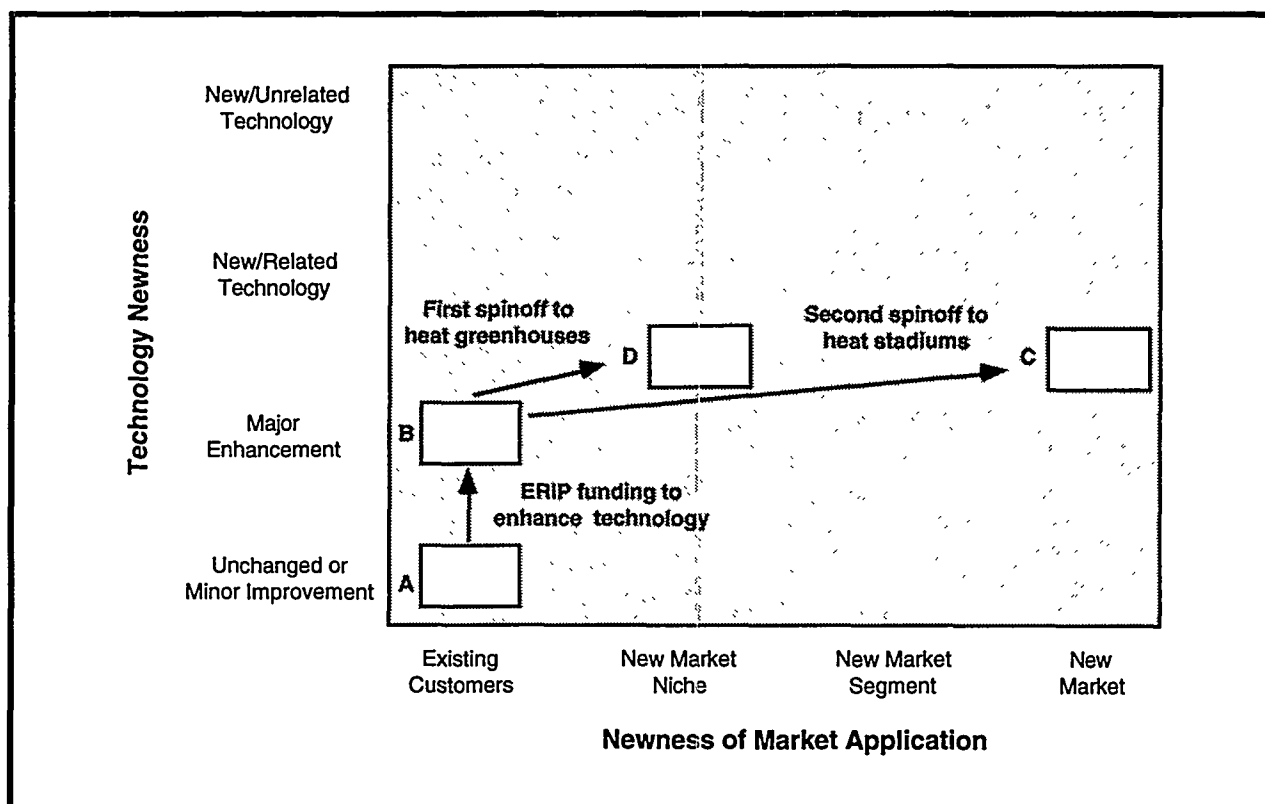 New/Unrelated
Technology
New/Related
Technology
Technology Newness
First spinoff to
heat greenhouses
D
Second spinoff to
heat stadiums
C
Major
Enhancement
B
ERIP funding to
enhance technology
Unchanged or
Minor Improvement
A
Existing
Customers
New Market
Niche
New Market
Segment
New
Market
Newness of Market Application